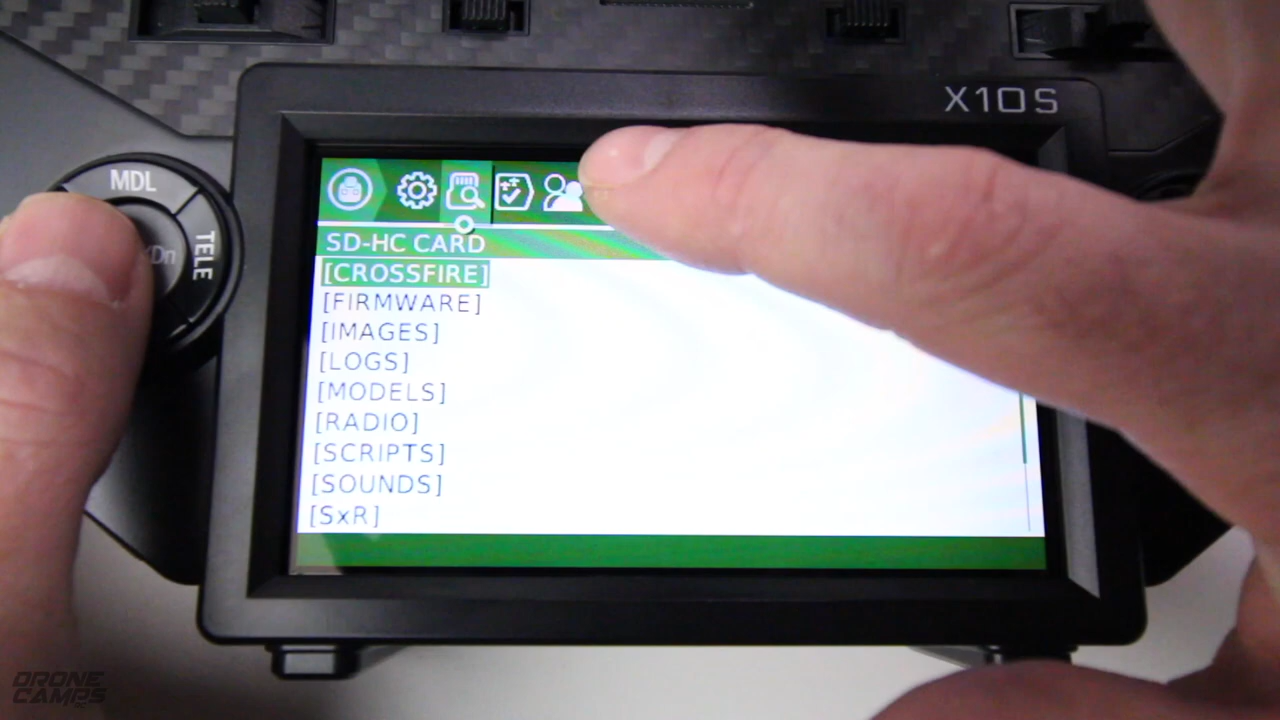 X10S
MDL
TELE
SD-HC CARD
[CROSSFIRE]
[FIRMWARE]
[IMAGES]
[LOGS]
[MODELS]
[RADIO]
[SCRIPTS]
[SOUNDS]
[SxR]
DRONE
CAMPS